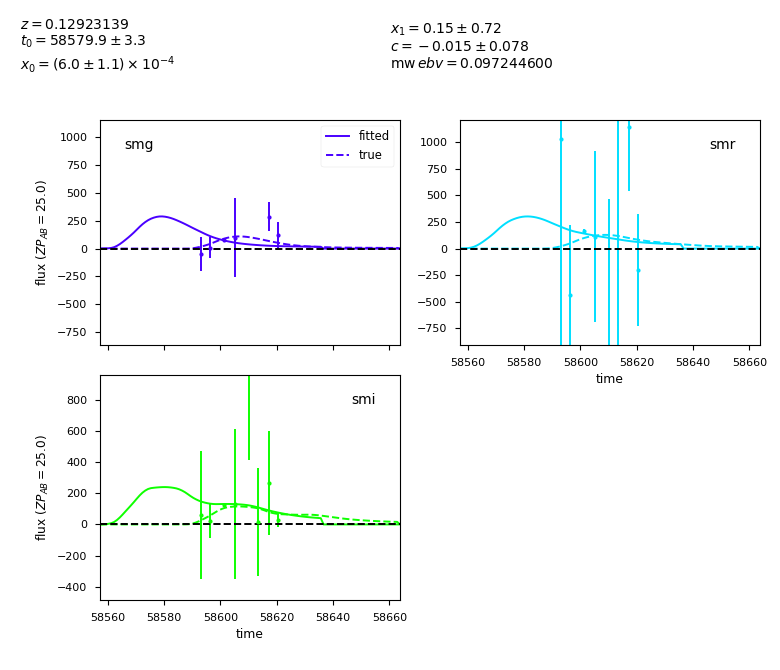 z = 0.12923139
t₀ = 58579.9 ± 3.3
x₀ = (6.0 ± 1.1) × 10⁻⁴
x₁ = 0.15 ± 0.72
c = −0.015 ± 0.078
mw ebv = 0.097244600
smg
fitted
true
1000
750
500
250
0
−250
−500
−750
flux (ZP_AB = 25.0)
smr
1000
750
500
250
0
−250
−500
−750
58560 58580 58600 58620 58640 58660
time
smi
800
600
400
200
0
−200
−400
flux (ZP_AB = 25.0)
58560 58580 58600 58620 58640 58660
time